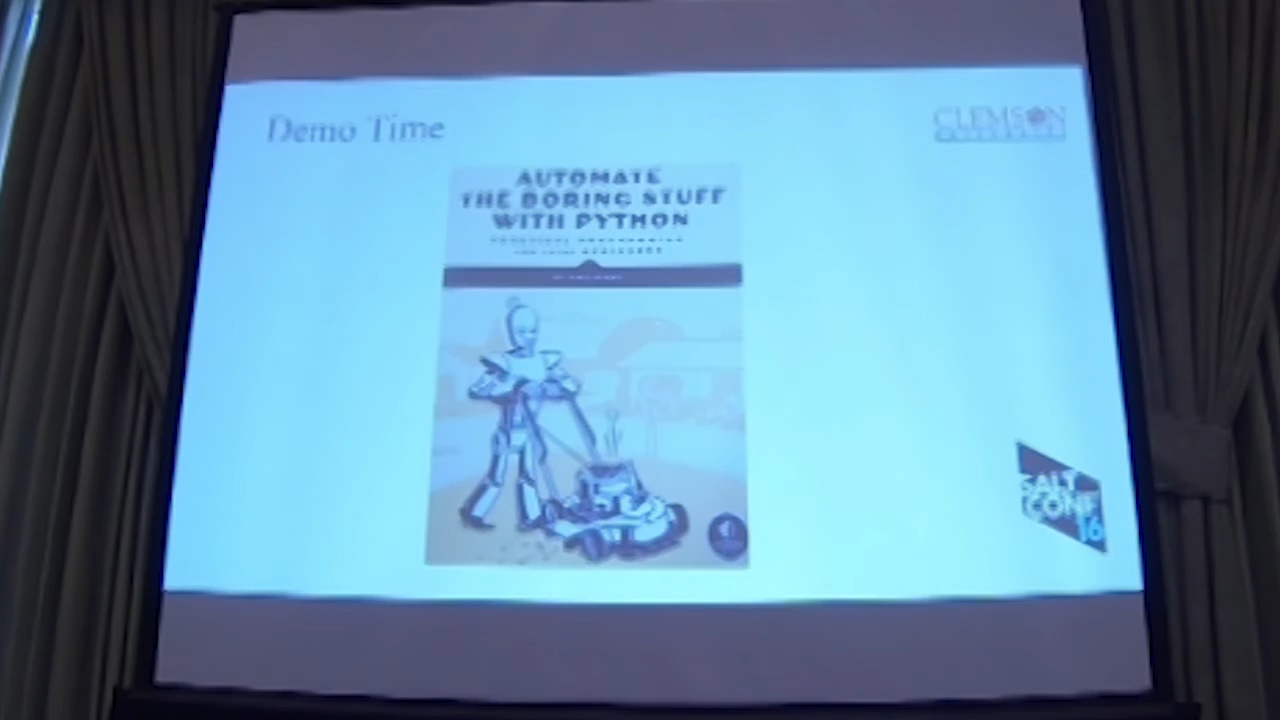 Demo Time
CLEMSON
AUTOMATE
THE BORING STUFF
WITH PYTHON
SALT
CONF
16